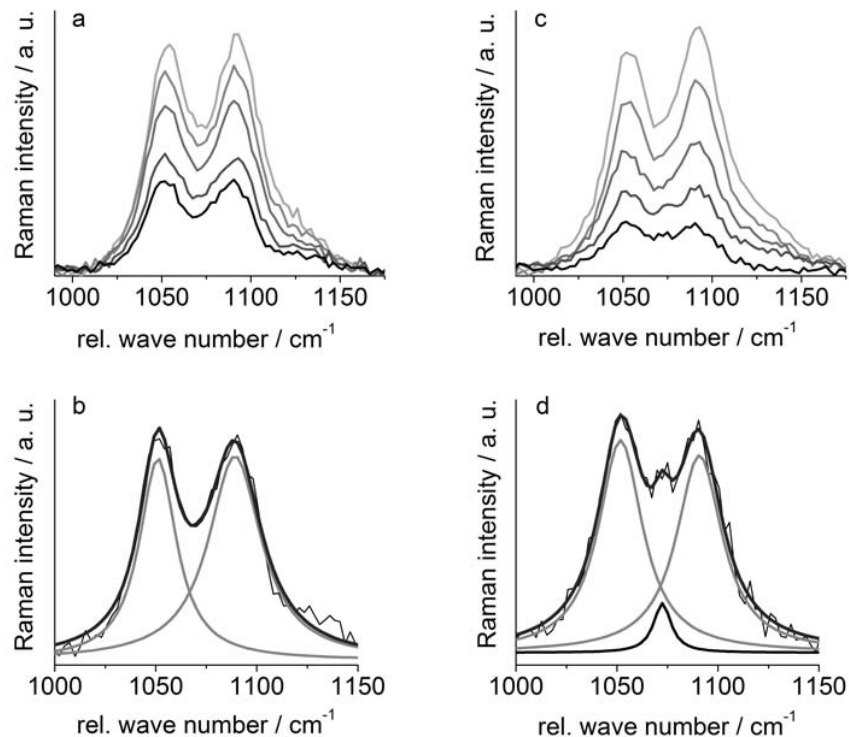 a
Raman intensity / a. u.
1000 1050 1100 1150
rel. wave number / cm⁻¹
c
Raman intensity / a. u.
1000 1050 1100 1150
rel. wave number / cm⁻¹
b
Raman intensity / a. u.
1000 1050 1100 1150
rel. wave number / cm⁻¹
d
Raman intensity / a. u.
1000 1050 1100 1150
rel. wave number / cm⁻¹